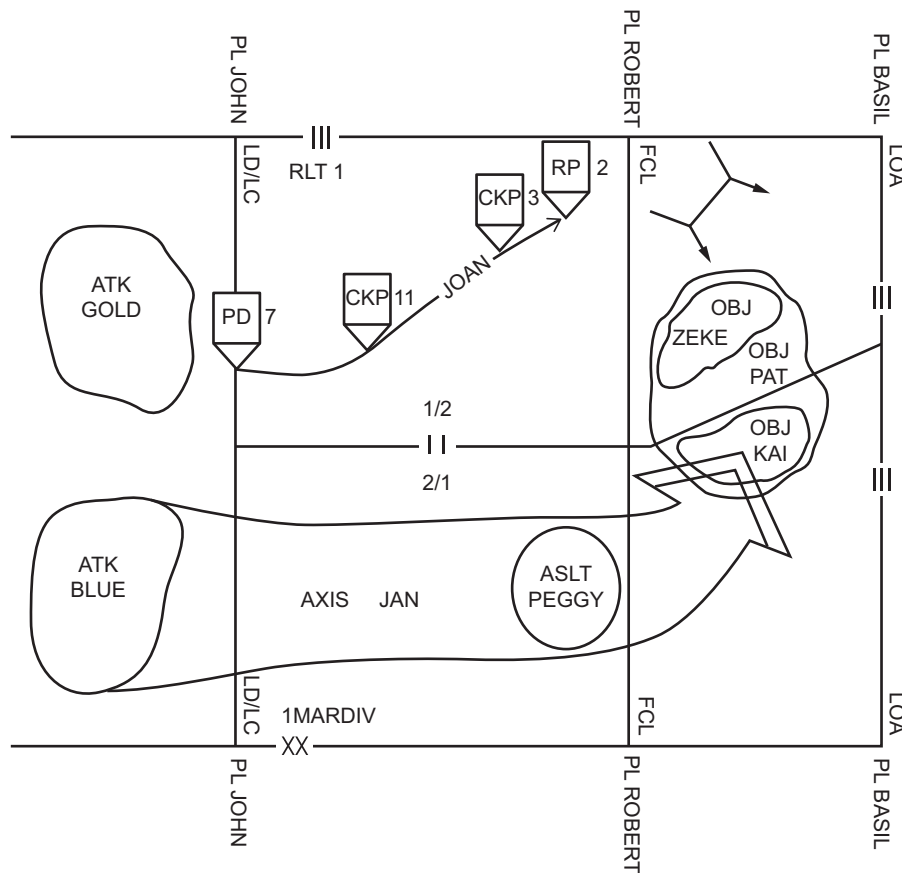 PL JOHN
PL ROBERT
PL BASIL
III
RLT 1
LD/LC
FCL
LOA
RP 2
CKP 3
CKP 11
PD 7
JOAN
ATK
GOLD
OBJ
ZEKE
OBJ
PAT
OBJ
KAI
III
1/2
II
2/1
III
ATK
BLUE
AXIS JAN
ASLT
PEGGY
LD/LC
FCL
LOA
1MARDIV
XX
PL JOHN
PL ROBERT
PL BASIL